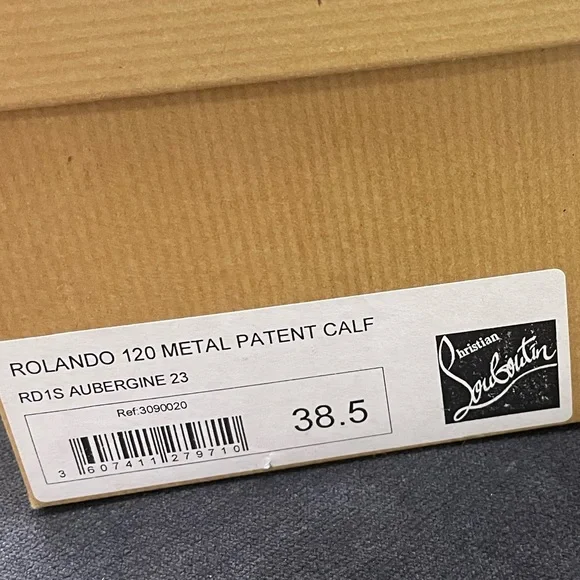 ROLANDO 120 METAL PATENT CALF
RD1S AUBERGINE 23
Ref:3090020
38.5
3 607411 279710
Christian
Louboutin